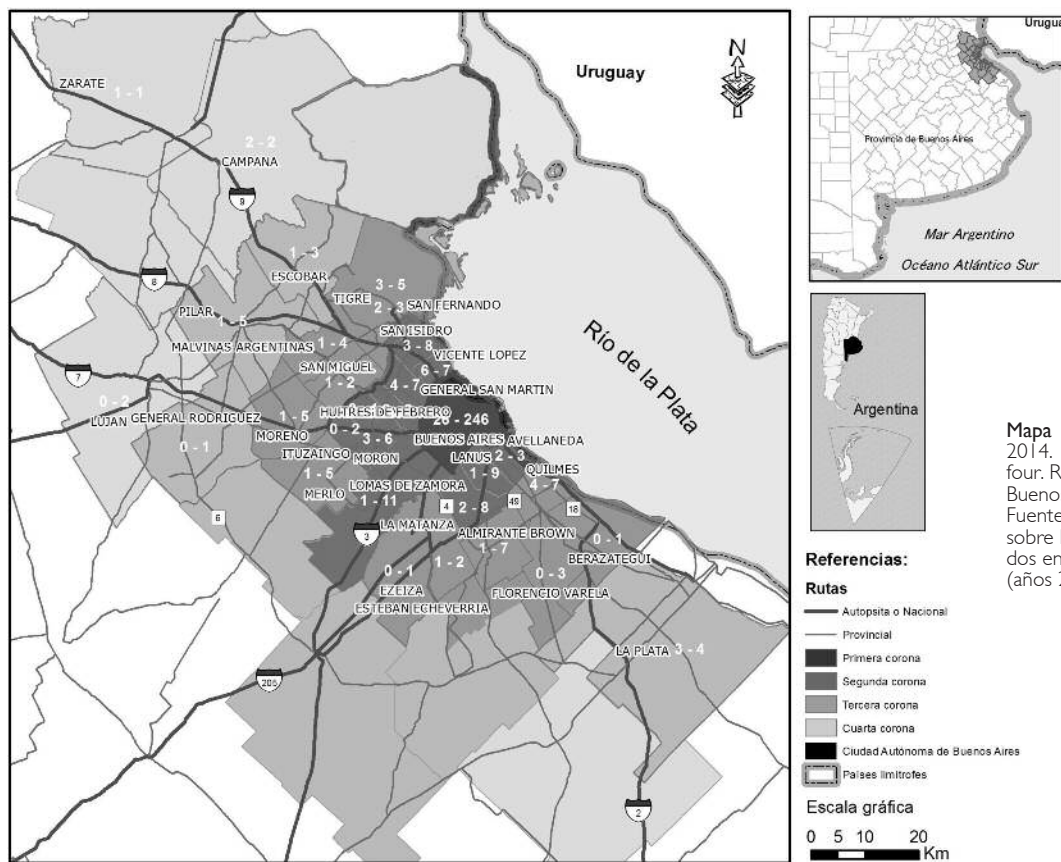 ZARATE
1 - 1
2 - 2
CAMPANA
9
8
7
N
Uruguay
Río de la Plata
1 - 3
ESCOBAR
3 - 5
TIGRE
2 - 3
SAN FERNANDO
PILAR
1 - 5
SAN ISIDRO
MALVINAS ARGENTINAS
1 - 4
3 - 8
VICENTE LOPEZ
SAN MIGUEL
6 - 7
1 - 2
4 - 7
GENERAL SAN MARTIN
0 - 2
LUJAN
GENERAL RODRIGUEZ
1 - 5
26 - 246
MORENO
0 - 2
3 - 6
BUENOS AIRES
AVELLANEDA
ITUZAINGO
MORON
LANUS
2 - 3
0 - 1
1 - 5
1 - 9
QUILMES
MERLO
LOMAS DE ZAMORA
4 - 7
1 - 11
4
2 - 8
49
18
6
LA MATANZA
3
ALMIRANTE BROWN
0 - 1
1 - 7
BERAZATEGUI
0 - 1
1 - 2
0 - 3
EZEIZA
FLORENCIO VARELA
ESTEBAN ECHEVERRIA
LA PLATA
3 - 4
205
2
Urugua
Provincia de Buenos Aires
Mar Argentino
Océano Atlántico Sur
Argentina
Referencias:
Rutas
Autopsita o Nacional
Provincial
Primera corona
Segunda corona
Tercera corona
Cuarta corona
Ciudad Autónoma de Buenos Aires
Países limítrofes
Escala gráfica
0 5 10 20
Km
Mapa
2014.
four. R
Bueno
Fuente
sobre
dos en
(años 2